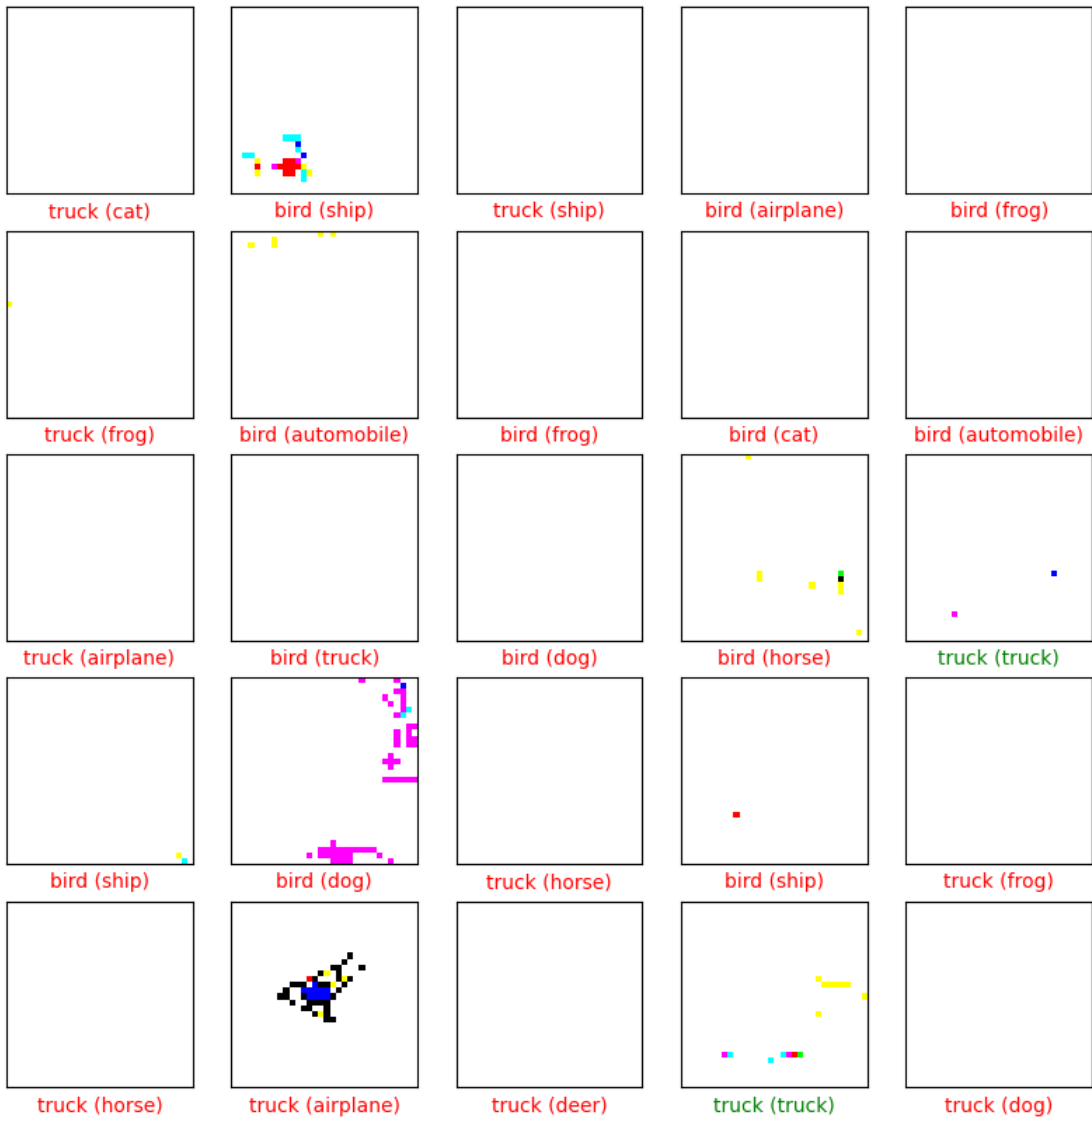 truck (cat)
bird (ship)
truck (ship)
bird (airplane)
bird (frog)
truck (frog)
bird (automobile)
bird (frog)
bird (cat)
bird (automobile)
truck (airplane)
bird (truck)
bird (dog)
bird (horse)
truck (truck)
bird (ship)
bird (dog)
truck (horse)
bird (ship)
truck (frog)
truck (horse)
truck (airplane)
truck (deer)
truck (truck)
truck (dog)